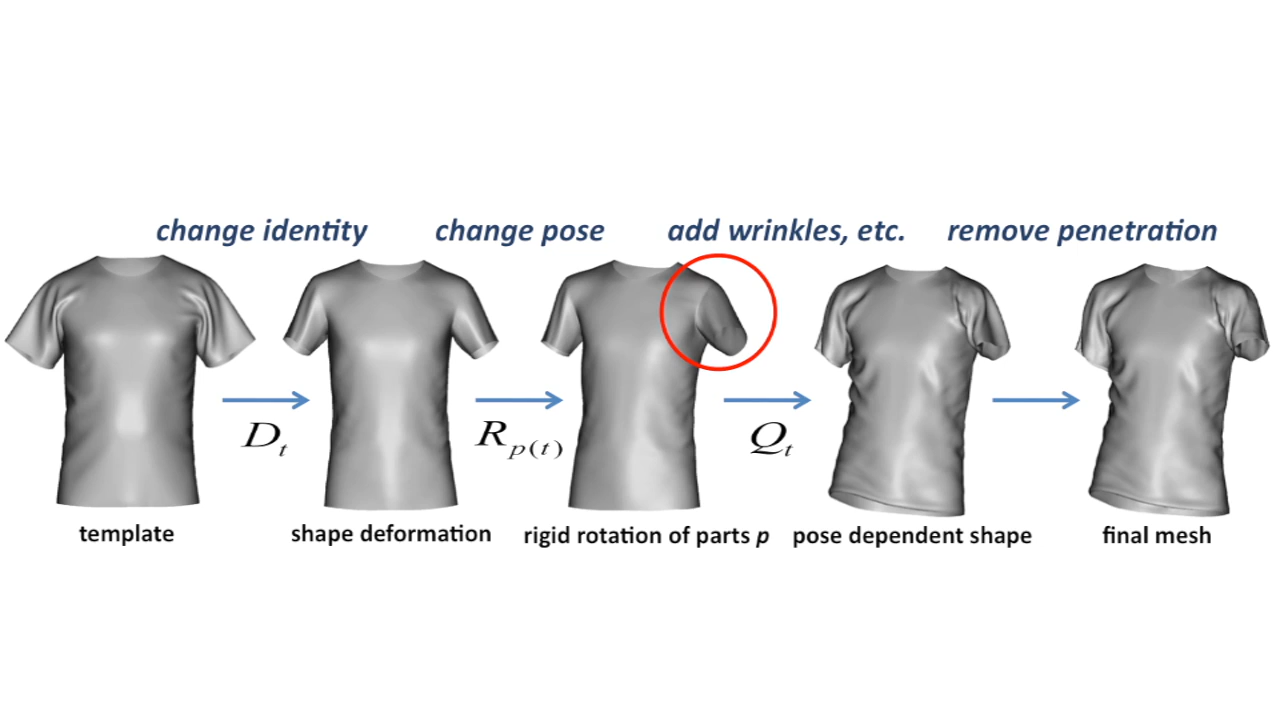 change identity
change pose
add wrinkles, etc.
remove penetration
D_t
R_p(t)
Q_t
template
shape deformation
rigid rotation of parts p
pose dependent shape
final mesh